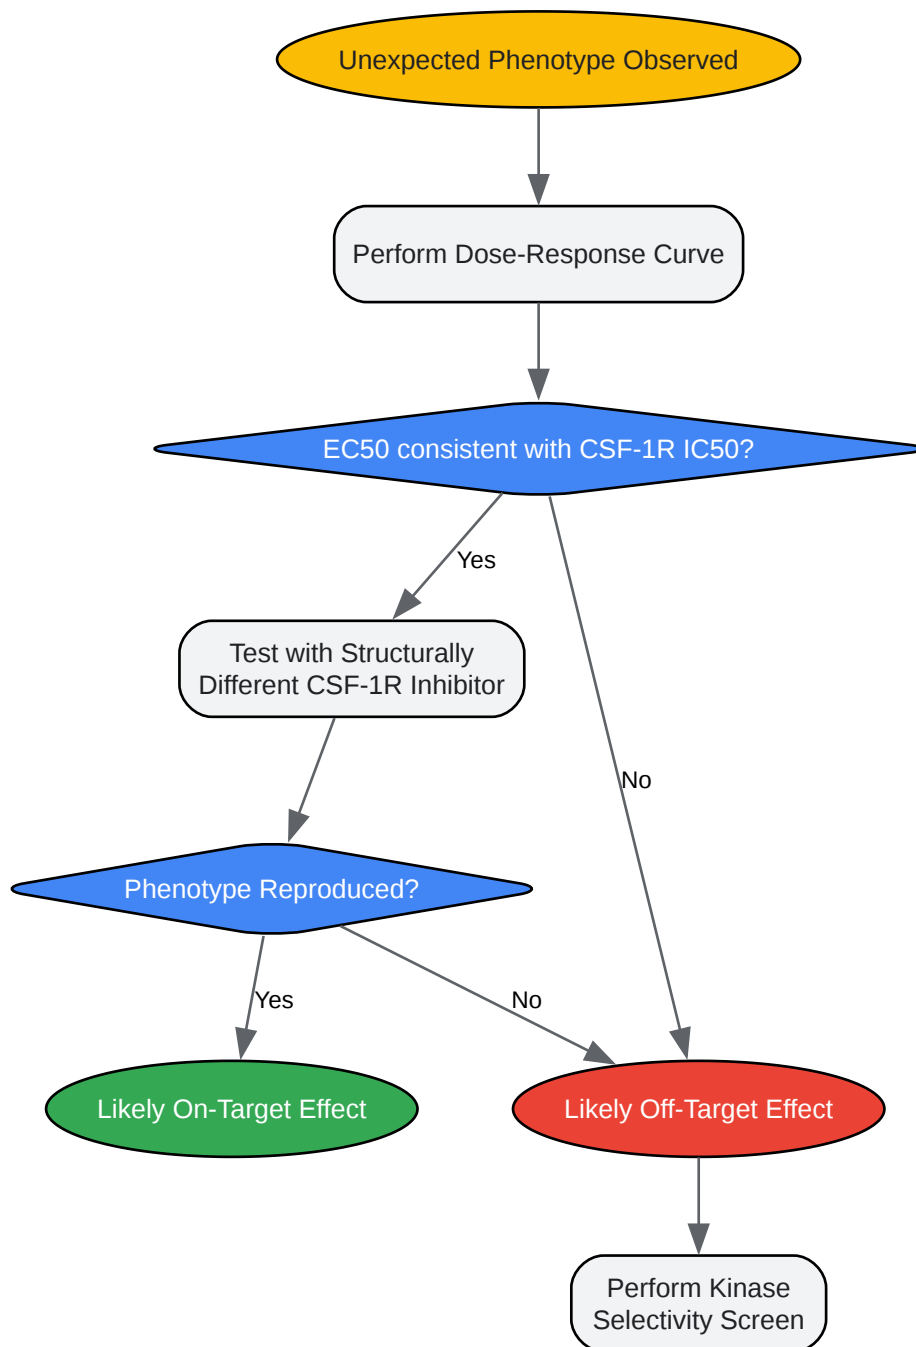 Unexpected Phenotype Observed
Perform Dose-Response Curve
EC50 consistent with CSF-1R IC50?
Yes
Test with Structurally
Different CSF-1R Inhibitor
No
Phenotype Reproduced?
Yes
No
Likely On-Target Effect
Likely Off-Target Effect
Perform Kinase
Selectivity Screen